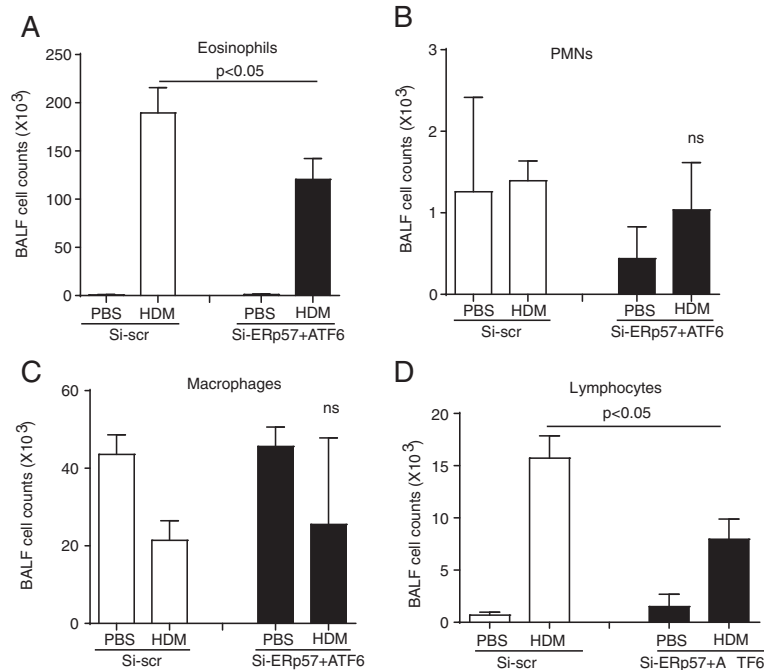 A
Eosinophils
p<0.05
BALF cell counts (X10³)
250
200
150
100
50
0
PBS HDM PBS HDM
Si-scr Si-ERp57+ATF6
B
PMNs
ns
BALF cell counts (X10³)
3
2
1
0
PBS HDM PBS HDM
Si-scr Si-ERp57+ATF6
C
Macrophages
ns
BALF cell counts (X10³)
60
40
20
0
PBS HDM PBS HDM
Si-scr Si-ERp57+ATF6
D
Lymphocytes
p<0.05
BALF cell counts (X10³)
20
15
10
5
0
PBS HDM PBS HDM
Si-scr Si-ERp57+A TF6